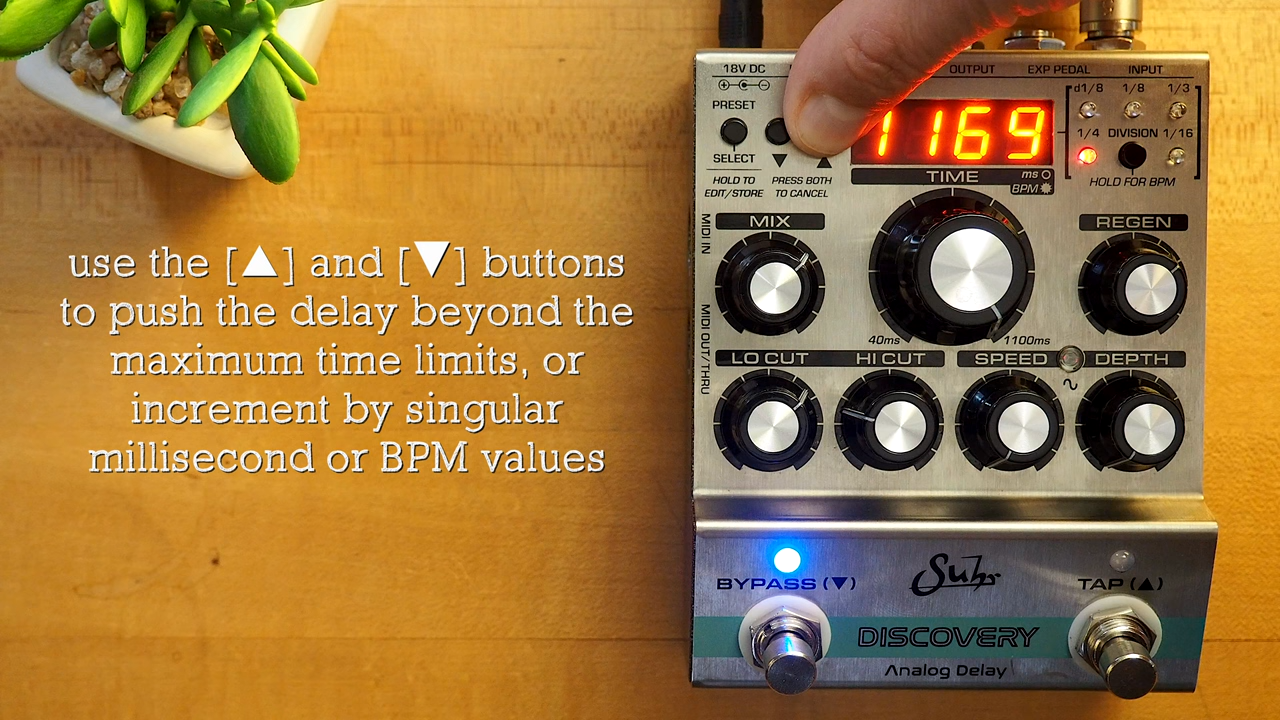 use the [▲] and [▼] buttons
to push the delay beyond the
maximum time limits, or
increment by singular
millisecond or BPM values
18V DC
OUTPUT
EXP PEDAL
INPUT
PRESET
SELECT
▼ ▲
HOLD TO
EDIT/STORE
PRESS BOTH
TO CANCEL
1169
TIME
ms
BPM
d1/8 1/8 1/3
1/4 DIVISION 1/16
HOLD FOR BPM
MIDI IN
MIDI OUT/THRU
MIX
REGEN
40ms
1100ms
LO CUT
HI CUT
SPEED
DEPTH
BYPASS (▼)
Suhr
TAP (▲)
DISCOVERY
Analog Delay